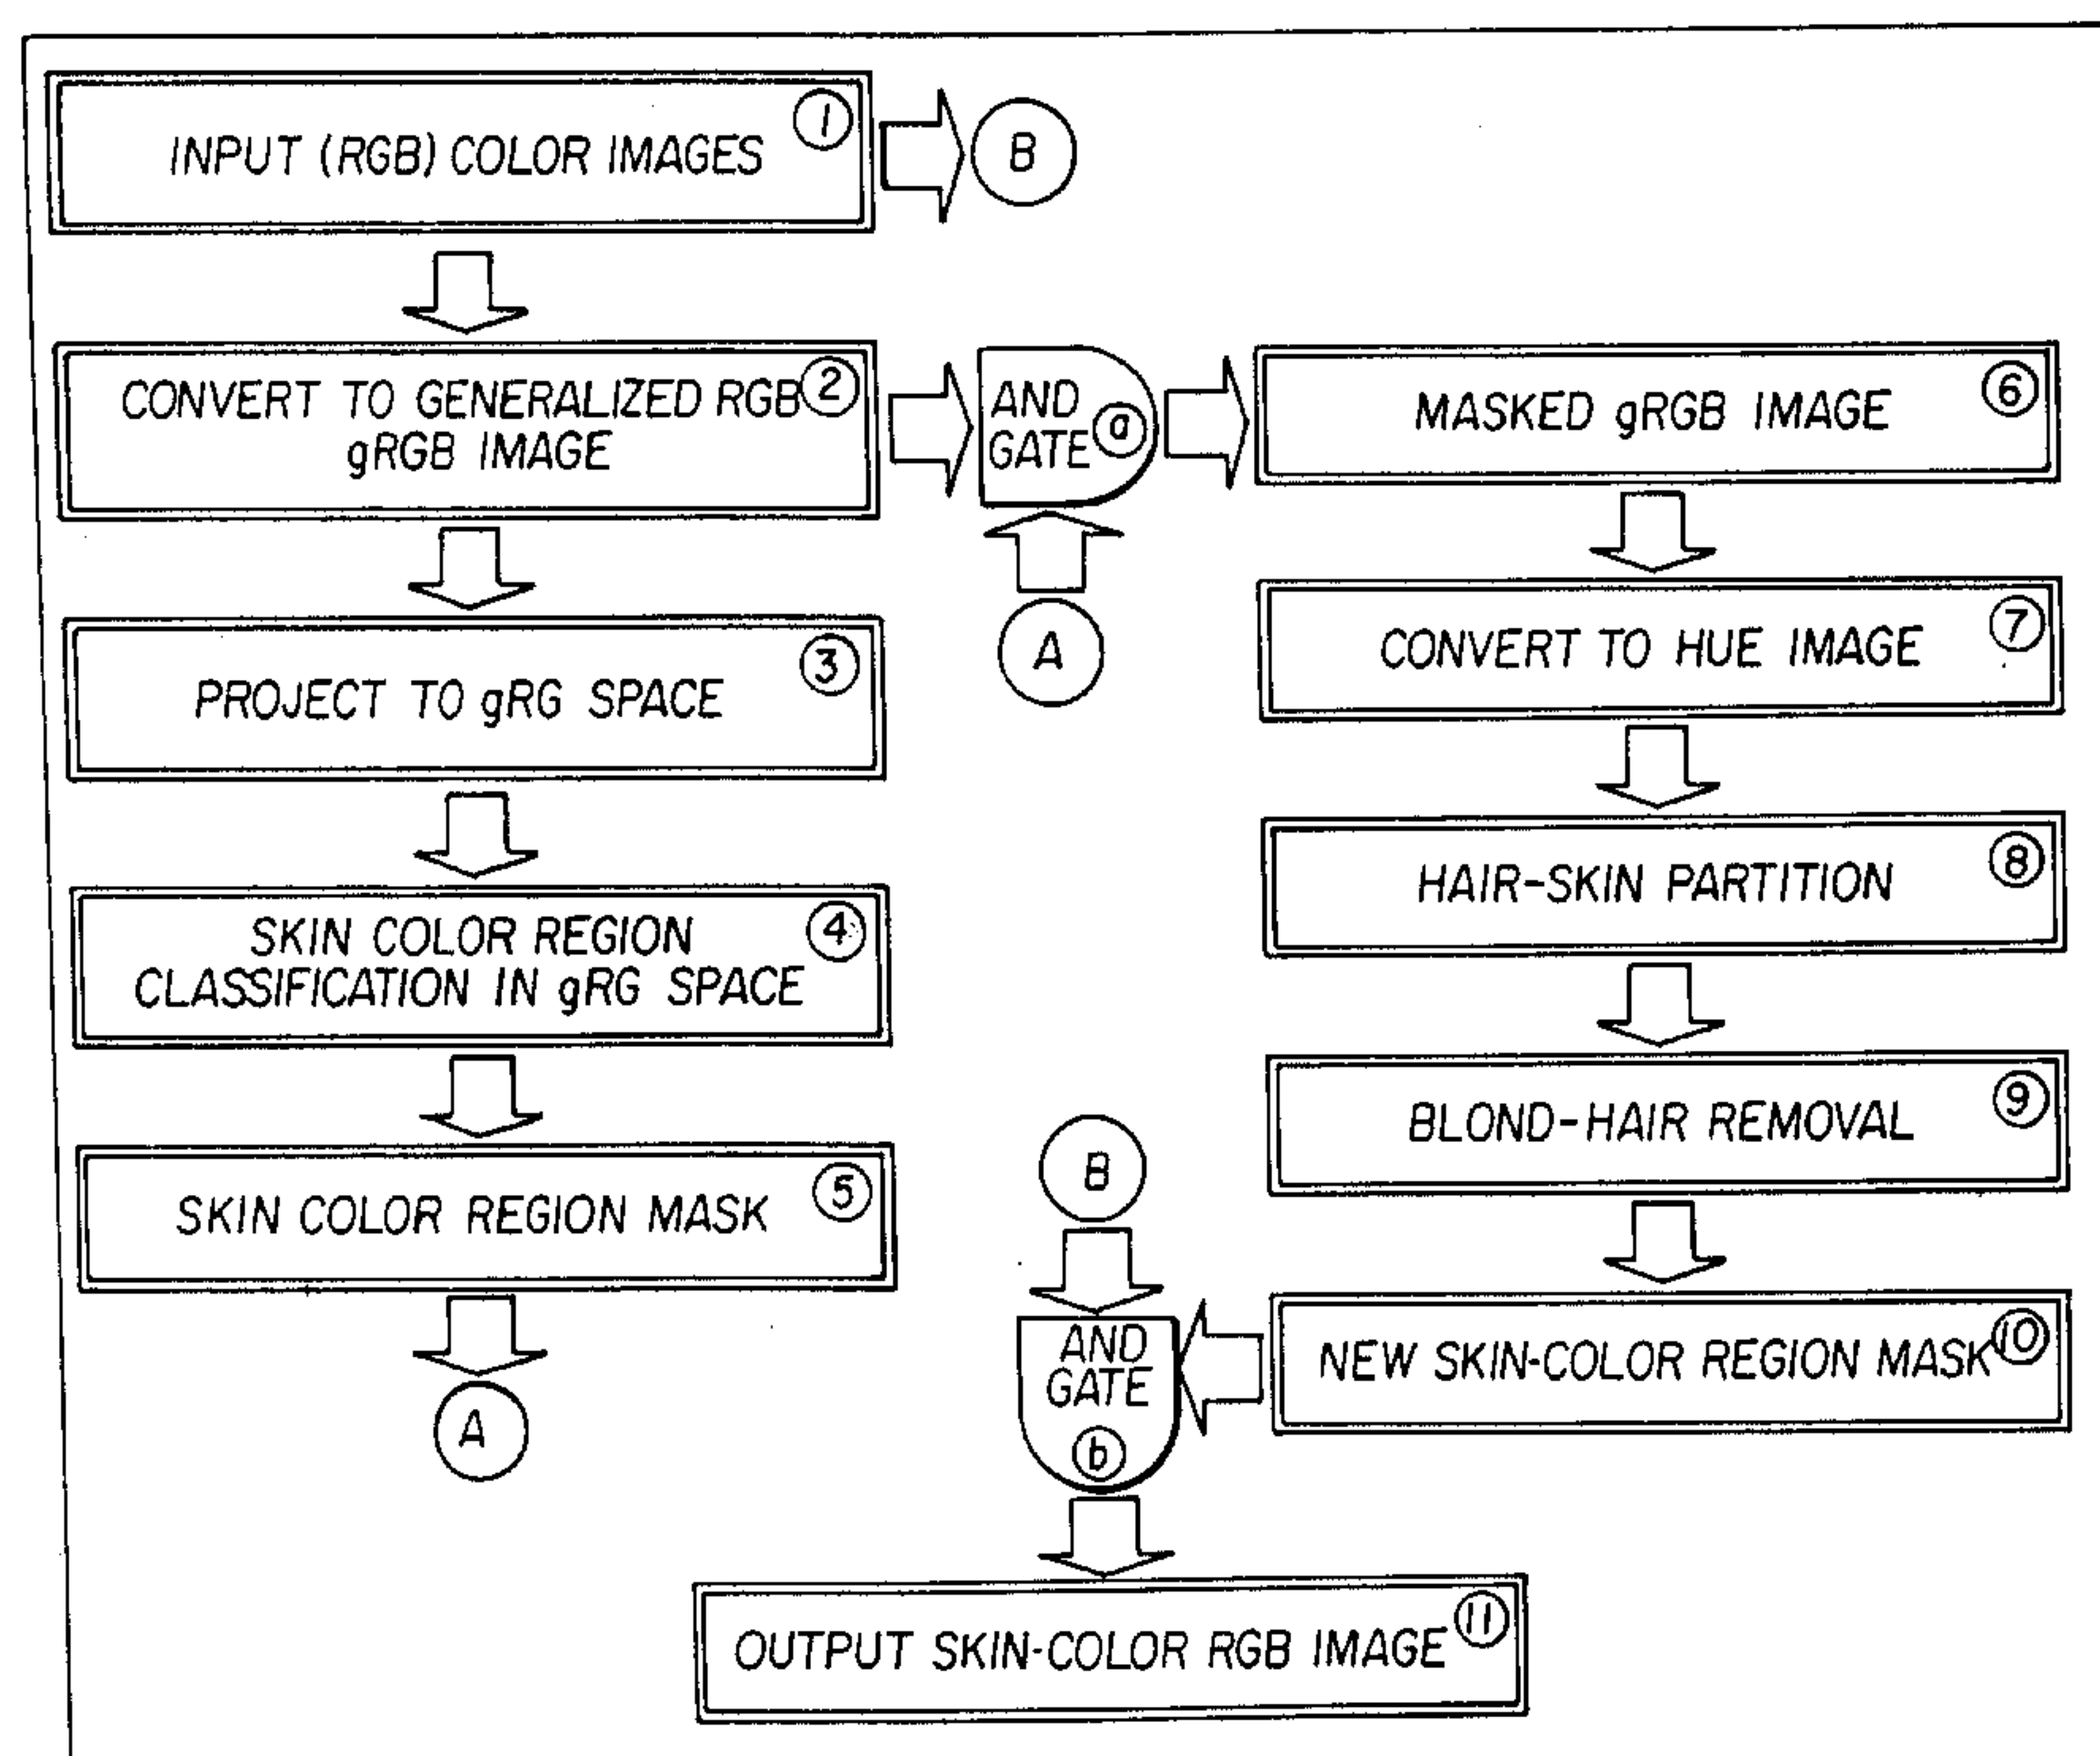 INPUT (RGB) COLOR IMAGES
1
B
CONVERT TO GENERALIZED RGB
gRGB IMAGE
2
AND
GATE
a
A
PROJECT TO gRG SPACE
3
SKIN COLOR REGION
CLASSIFICATION IN gRG SPACE
4
SKIN COLOR REGION MASK
5
A
MASKED gRGB IMAGE
6
CONVERT TO HUE IMAGE
7
HAIR-SKIN PARTITION
8
BLOND-HAIR REMOVAL
9
NEW SKIN-COLOR REGION MASK
10
B
AND
GATE
b
OUTPUT SKIN-COLOR RGB IMAGE
11